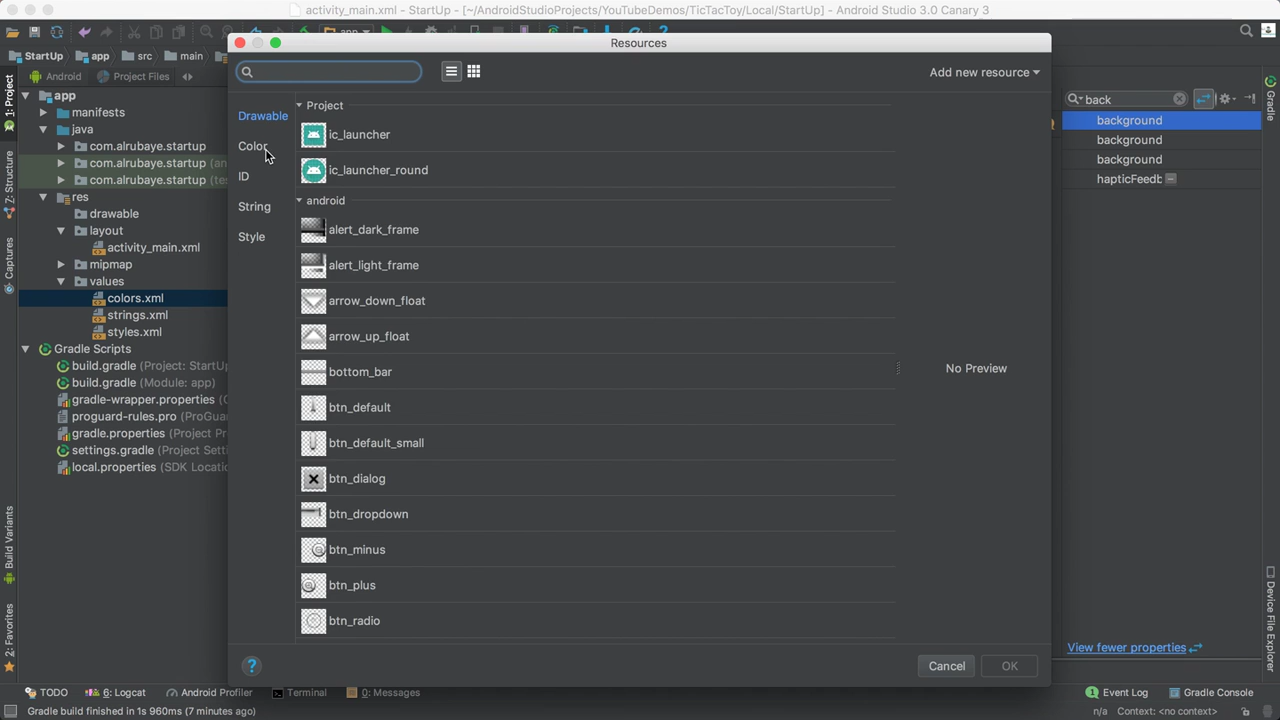 activity_main.xml - StartUp - [~/AndroidStudioProjects/YouTubeDemos/TicTacToy/Local/StartUp] - Android Studio 3.0 Canary 3
app
StartUp
app
src
main
Resources
Add new resource
back
Android
Project Files
1: Project
Z: Structure
Captures
Build Variants
2: Favorites
app
manifests
java
com.alrubaye.startup
com.alrubaye.startup (an
com.alrubaye.startup (te
res
drawable
layout
activity_main.xml
mipmap
values
colors.xml
strings.xml
styles.xml
Gradle Scripts
build.gradle (Project: StartU
build.gradle (Module: app)
gradle-wrapper.properties (
proguard-rules.pro (ProGua
gradle.properties (Project Pr
settings.gradle (Project Sett
local.properties (SDK Locatio
Drawable
Color
ID
String
Style
Project
ic_launcher
ic_launcher_round
android
alert_dark_frame
alert_light_frame
arrow_down_float
arrow_up_float
bottom_bar
btn_default
btn_default_small
btn_dialog
btn_dropdown
btn_minus
btn_plus
btn_radio
No Preview
?
Cancel
OK
background
background
background
hapticFeedb
View fewer properties
Gradle
Device File Explorer
TODO
6: Logcat
Android Profiler
Terminal
0: Messages
Event Log
Gradle Console
Gradle build finished in 1s 960ms (7 minutes ago)
n/a
Context: <no context>